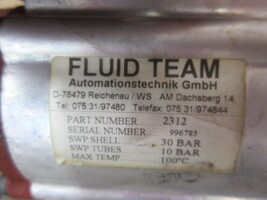 FLUID TEAM
Automationstechnik GmbH
D-78479 Reichenau / WS . AM Dachsberg 14
Tel: 075 31/97480 Telefax: 075 31/974844
PART NUMBER 2312
SERIAL NUMBER 996785
SWP SHELL 30 BAR
SWP TUBES 10 BAR
MAX TEMP 100°C